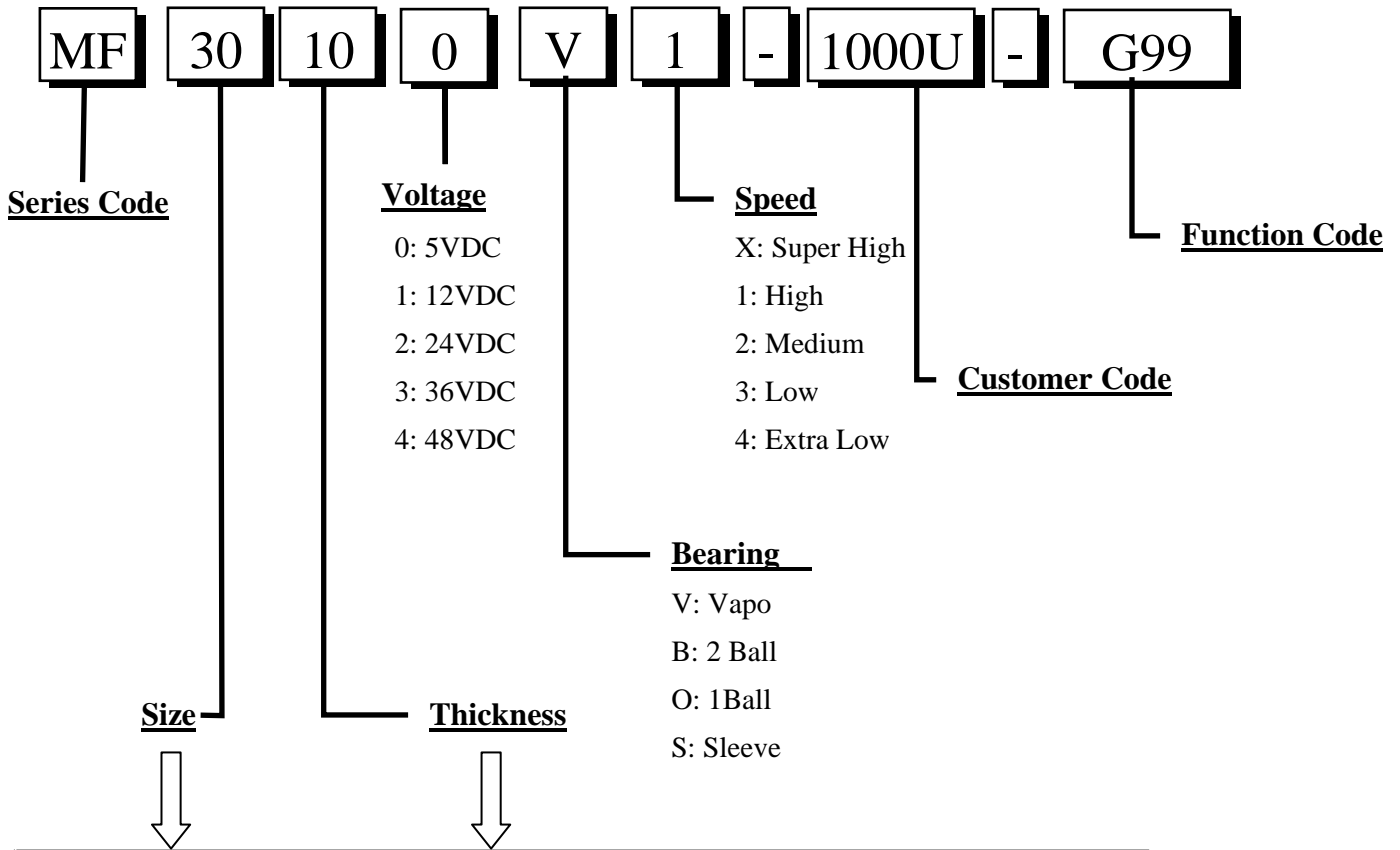 MF 30 10 0 V 1 - 1000U - G99
Series Code
Voltage
0: 5VDC
1: 12VDC
2: 24VDC
3: 36VDC
4: 48VDC
Speed
X: Super High
1: High
2: Medium
3: Low
4: Extra Low
Function Code
Customer Code
Bearing
V: Vapo
B: 2 Ball
O: 1Ball
S: Sleeve
Size
Thickness